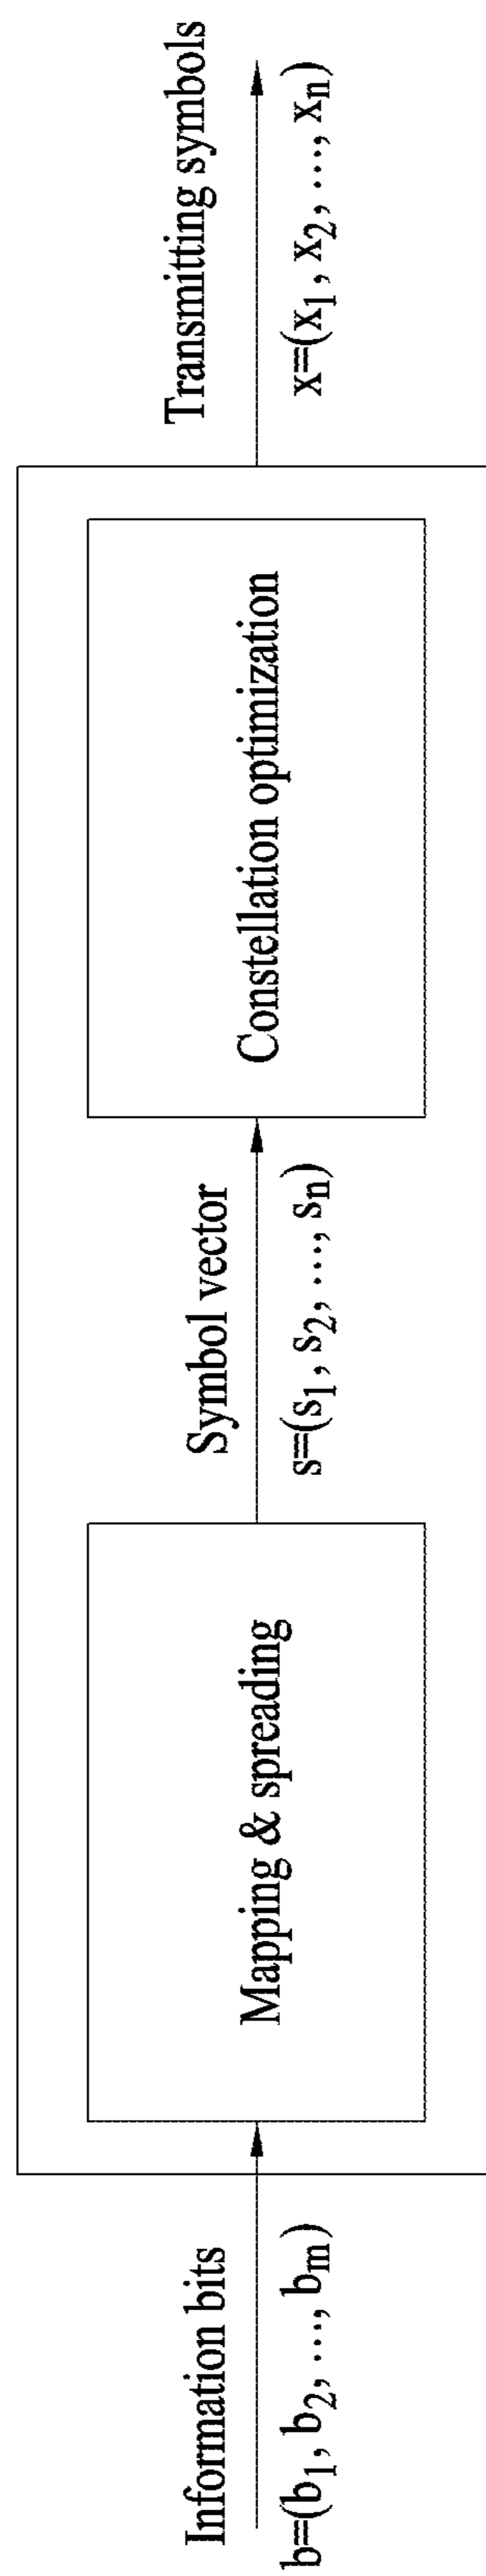 Information bits
b=(b1, b2, ..., bm)
Mapping & spreading
Symbol vector
s=(s1, s2, ..., sn)
Constellation optimization
Transmitting symbols
x=(x1, x2, ..., xn)